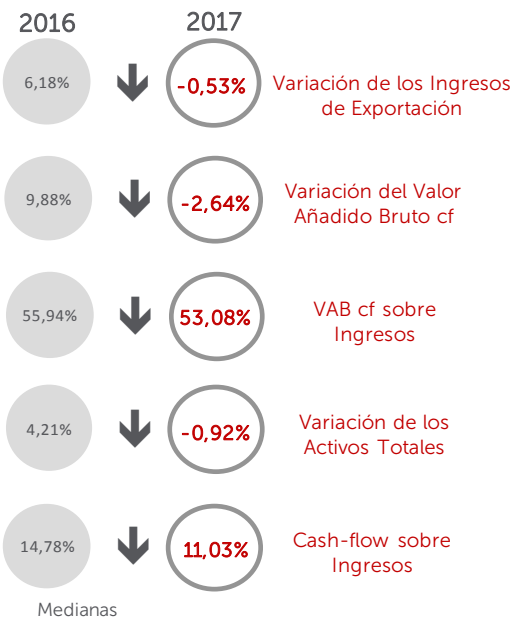 2016 2017
6,18% -0,53% Variación de los Ingresos
de Exportación
9,88% -2,64% Variación del Valor
Añadido Bruto cf
55,94% 53,08% VAB cf sobre
Ingresos
4,21% -0,92% Variación de los
Activos Totales
14,78% 11,03% Cash-flow sobre
Ingresos
Medianas